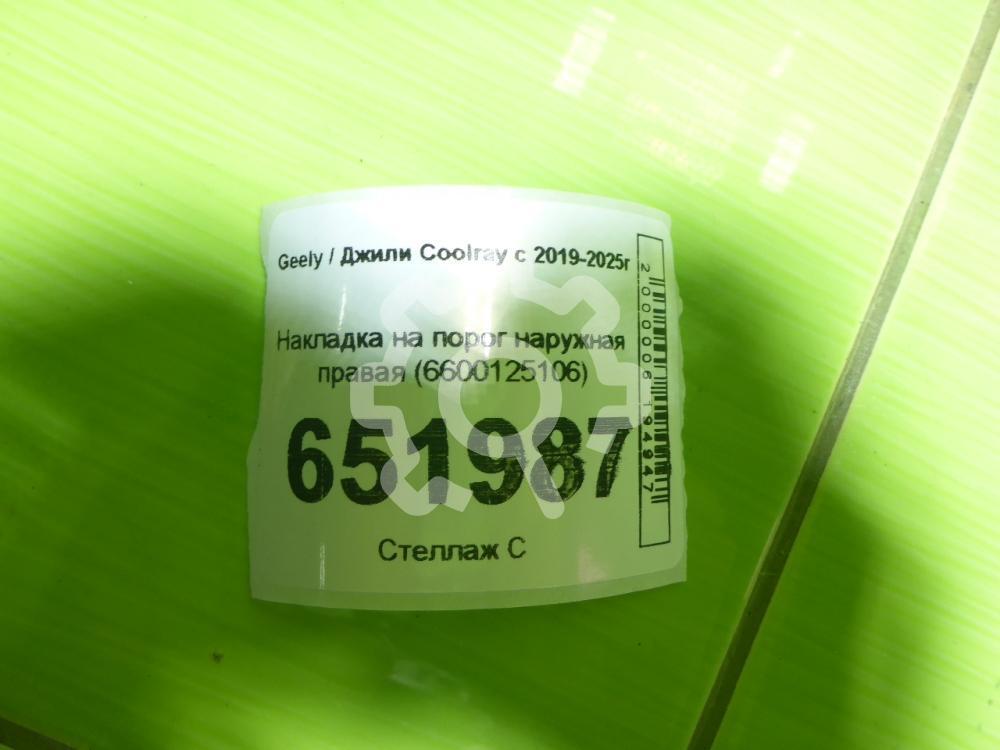 Geely / Джили Coolray с 2019-2025г
Накладка на порог наружная
правая (6600125106)
651987
Стеллаж С
2000006194947